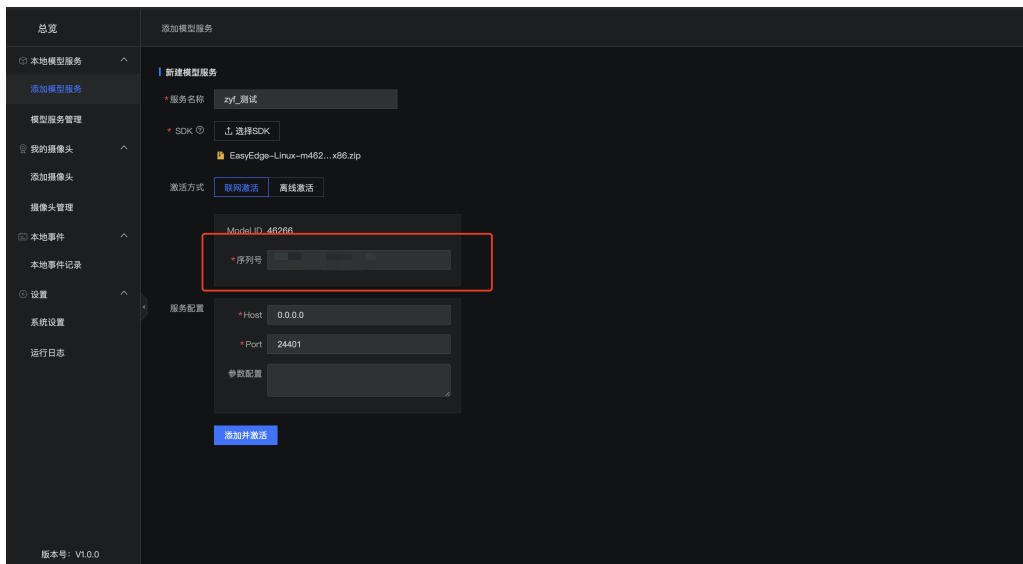 总览
添加模型服务
本地模型服务
添加模型服务
模型服务管理
我的摄像头
添加摄像头
摄像头管理
本地事件
本地事件记录
设置
系统设置
运行日志
版本号：V1.0.0
新建模型服务
*服务名称 zyf_测试
* SDK ? 选择SDK
EasyEdge-Linux-m462...x86.zip
激活方式 联网激活 离线激活
Model ID 46266
*序列号
服务配置
*Host 0.0.0.0
*Port 24401
参数配置
添加并激活